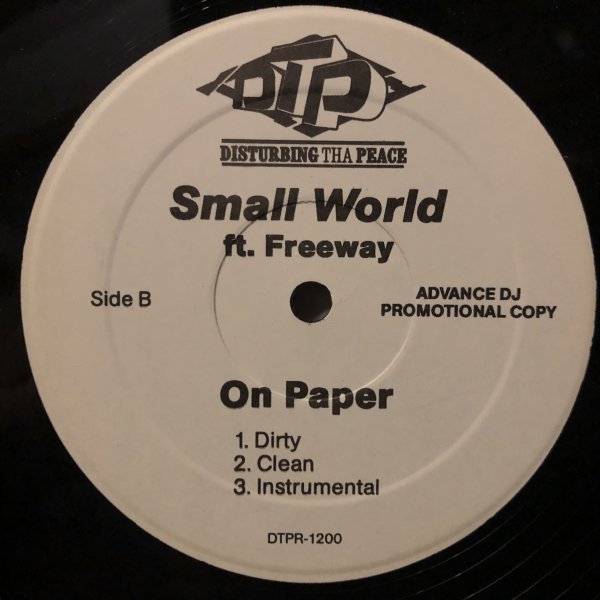 DTP
DISTURBING THA PEACE
Small World
ft. Freeway
Side B
ADVANCE DJ
PROMOTIONAL COPY
On Paper
1. Dirty
2. Clean
3. Instrumental
DTPR-1200